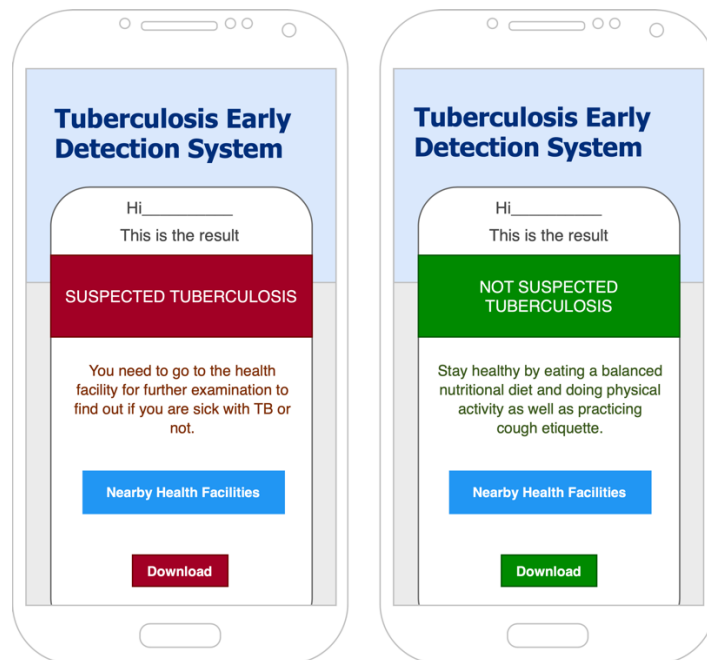 Tuberculosis Early
Detection System
Hi__________
This is the result
SUSPECTED TUBERCULOSIS
You need to go to the health
facility for further examination to
find out if you are sick with TB or
not.
Nearby Health Facilities
Download
Tuberculosis Early
Detection System
Hi__________
This is the result
NOT SUSPECTED
TUBERCULOSIS
Stay healthy by eating a balanced
nutritional diet and doing physical
activity as well as practicing
cough etiquette.
Nearby Health Facilities
Download